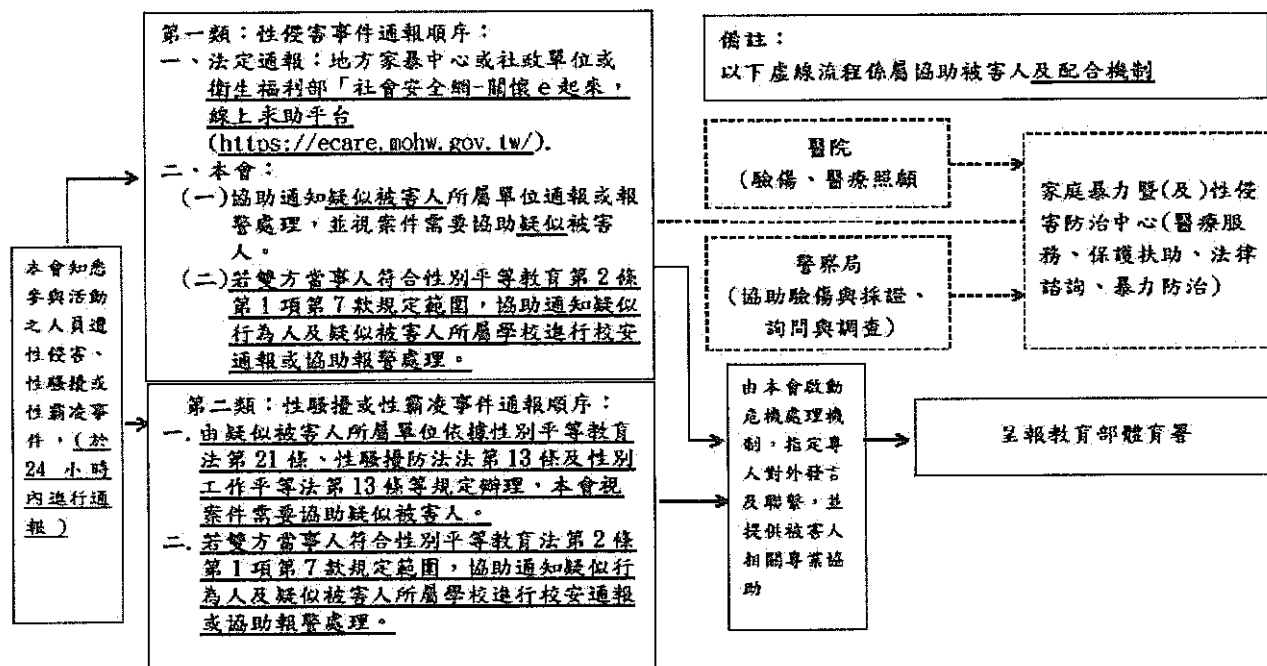 本會知悉
參與活動
之人員遭
性侵害、
性騷擾或
性霸凌事
件，(於
24 小時
內進行通
報 )
第一類：性侵害事件通報順序：
一、法定通報：地方家暴中心或社政單位或
衛生福利部「社會安全網-關懷 e 起來，
線上求助平台
(https://ecare.mohw.gov.tw/).
二、本會：
(一)協助通知疑似被害人所屬單位通報或報
警處理，並視案件需要協助疑似被害
人。
(二)若雙方當事人符合性別平等教育第 2 條
第 1 項第 7 款規定範圍，協助通知疑似
行為人及疑似被害人所屬學校進行校安
通報或協助報警處理。
第二類：性騷擾或性霸凌事件通報順序：
一. 由疑似被害人所屬單位依據性別平等教育
法第 21 條、性騷擾防法法第 13 條及性別
工作平等法第 13 條等規定辦理，本會視
案件需要協助疑似被害人。
二. 若雙方當事人符合性別平等教育法第 2 條
第 1 項第 7 款規定範圍，協助通知疑似行
為人及疑似被害人所屬學校進行校安通報
或協助報警處理。
備註：
以下虛線流程係屬協助被害人及配合機制
醫院
(驗傷、醫療照顧
警察局
(協助驗傷與採證、
詢問與調查)
家庭暴力暨(及)性侵
害防治中心(醫療服
務、保護扶助、法律
諮詢、暴力防治)
由本會啟動
危機處理機
制，指定專
人對外發言
及聯繫，並
提供被害人
相關專業協
助
呈報教育部體育署